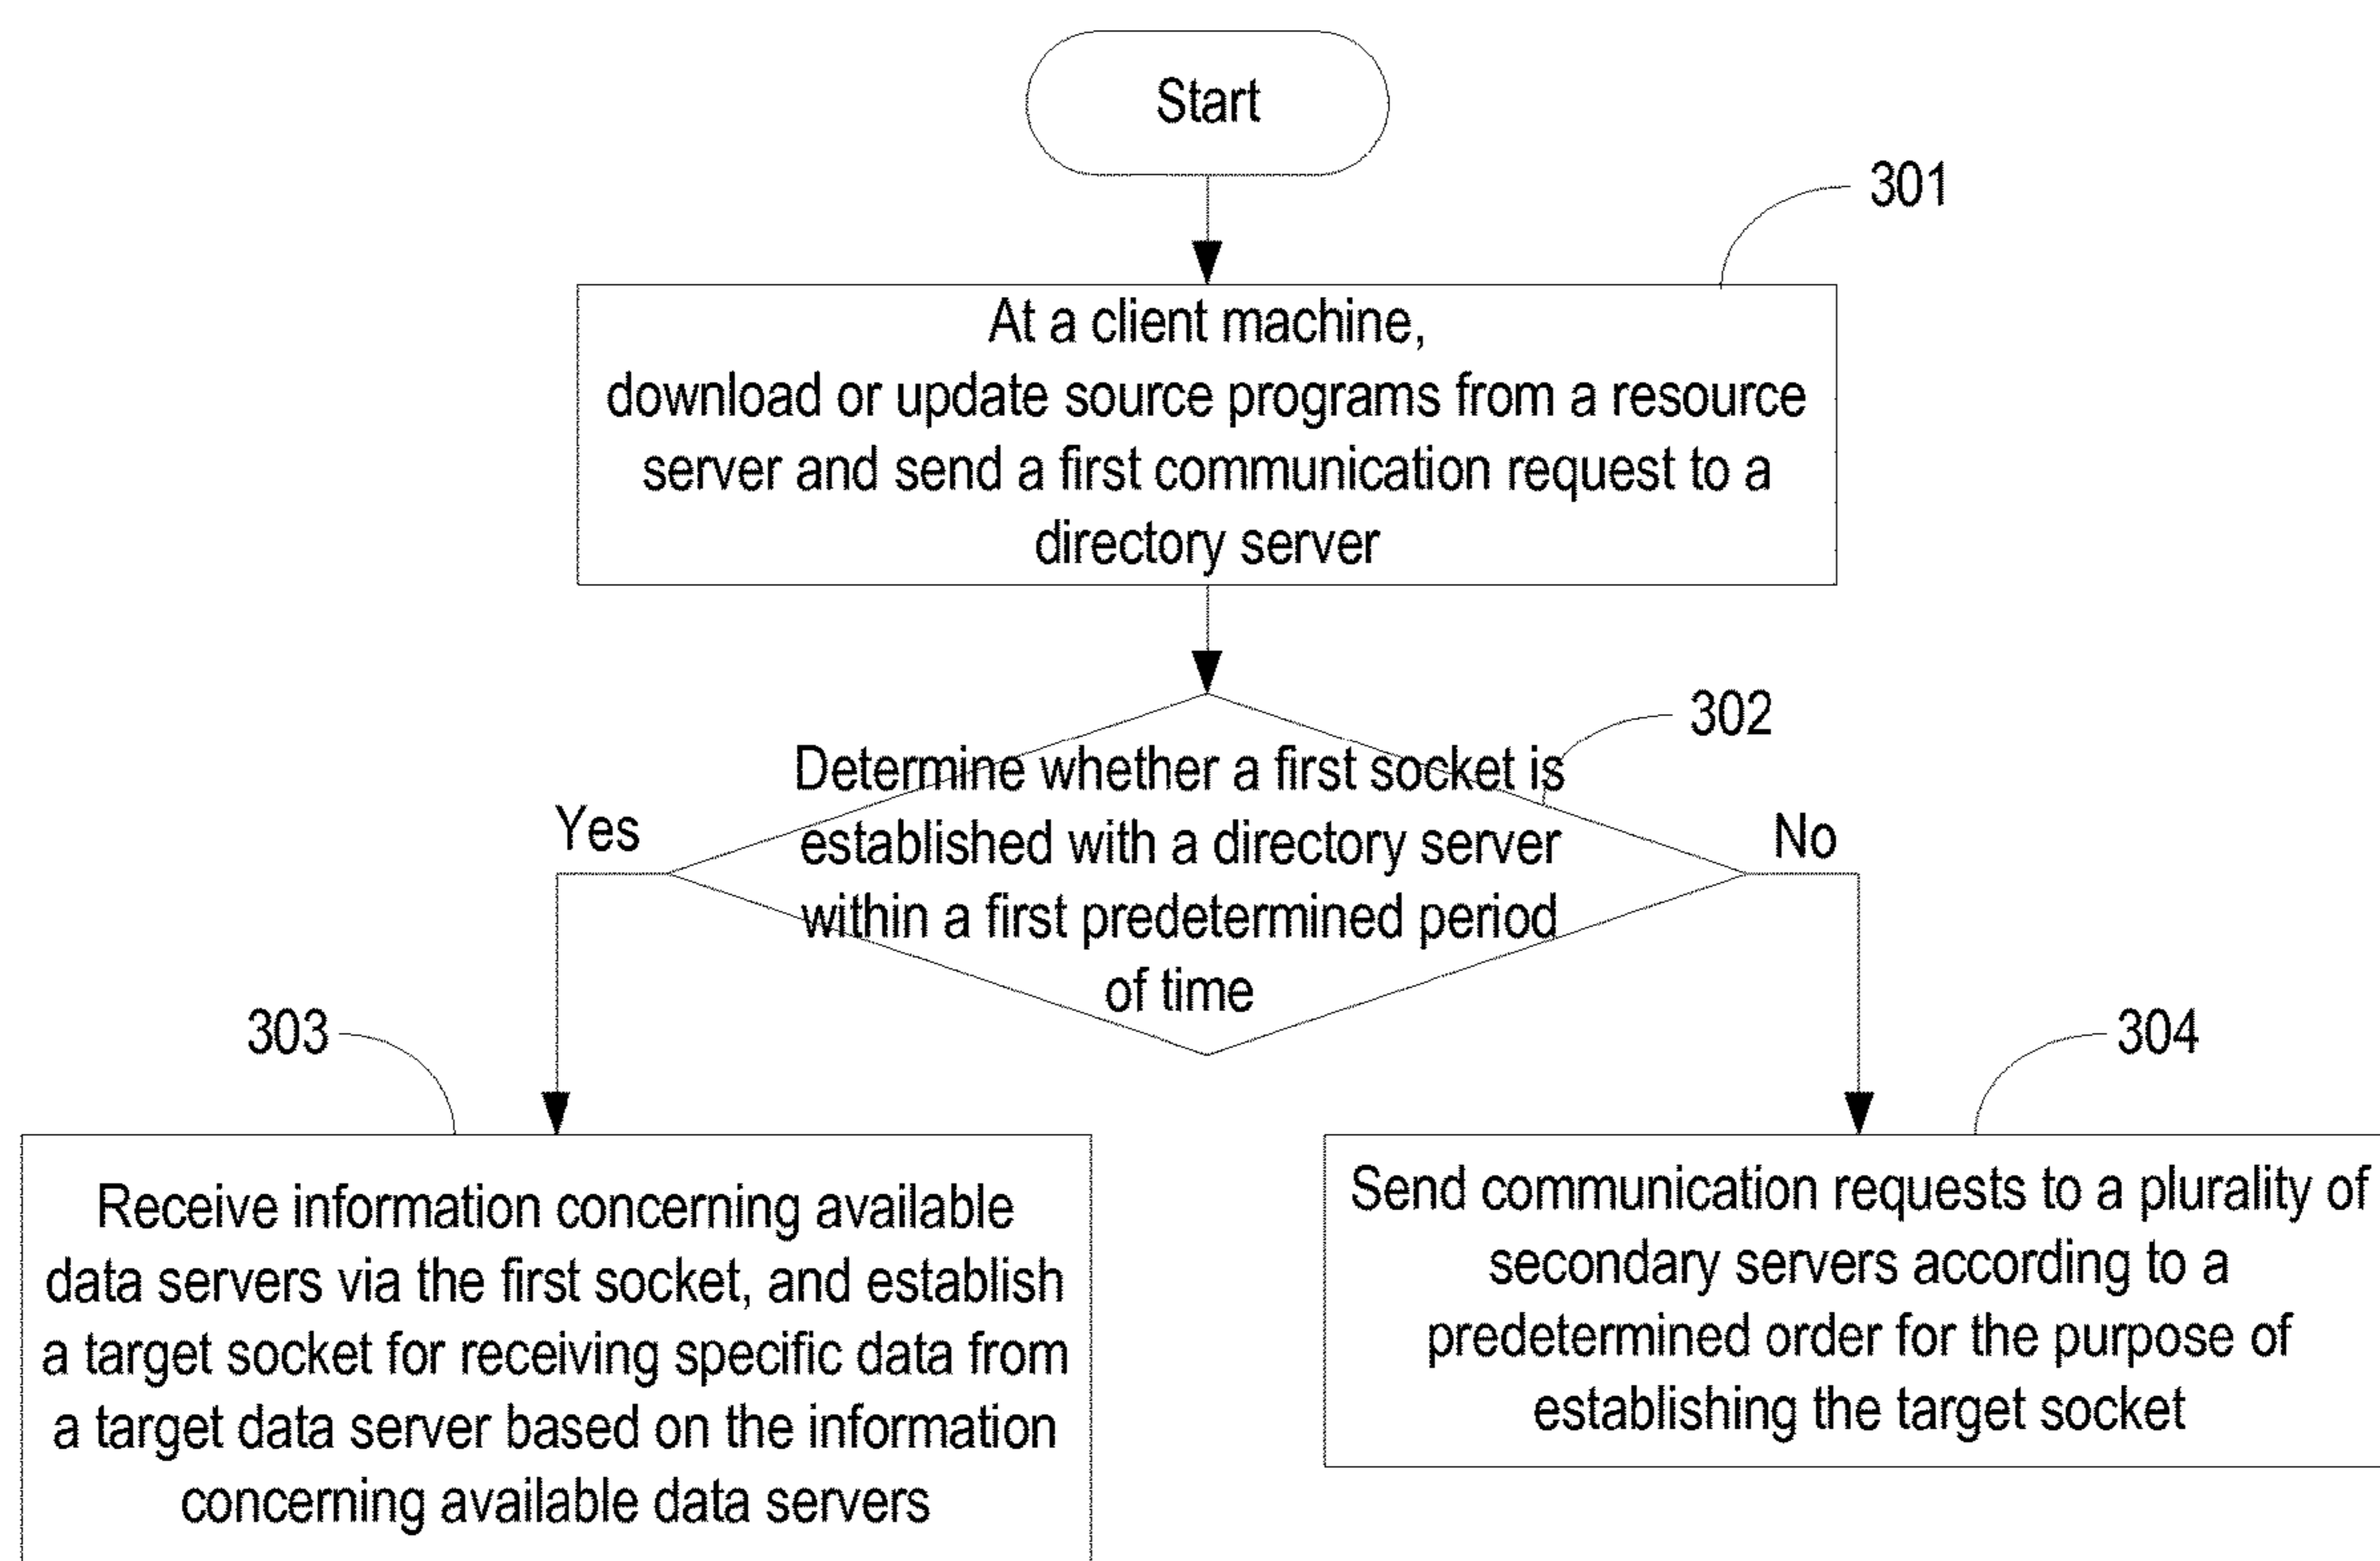 Start
301
At a client machine,
download or update source programs from a resource
server and send a first communication request to a
directory server
302
Determine whether a first socket is
established with a directory server
within a first predetermined period
of time
Yes
No
303
304
Receive information concerning available
data servers via the first socket, and establish
a target socket for receiving specific data from
a target data server based on the information
concerning available data servers
Send communication requests to a plurality of
secondary servers according to a
predetermined order for the purpose of
establishing the target socket